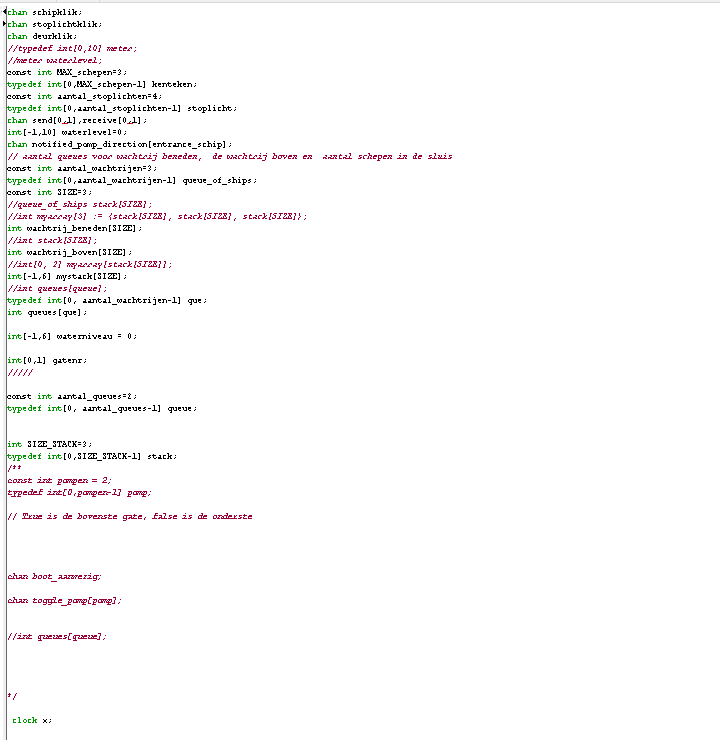 chan schipklik;
chan stoplichtklik;
chan deurklik;
//typedef int[0,10] meter;
//meter waterlevel;
const int MAX_schepen=3;
typedef int[0,MAX_schepen-1] kenteken;
const int aantal_stoplichten=4;
typedef int[0,aantal_stoplichten-1] stoplicht;
chan send[0,1],receive[0,1];
int[-1,10] waterlevel=0;
chan notified_pomp_direction[entrance_schip];
// aantal queues voor wachtrij beneden, de wachtrij boven en aantal schepen in de sluis
const int aantal_wachtrijen=3;
typedef int[0,aantal_wachtrijen-1] queue_of_ships;
const int SIZE=3;
//queue_of_ships stack[SIZE];
//int myarray[3] := {stack[SIZE], stack[SIZE], stack[SIZE]};
int wachtrij_beneden[SIZE];
//int stack[SIZE];
int wachtrij_boven[SIZE];
//int[0, 2] myarray[stack[SIZE]];
int[-1,6] mystack[SIZE];
//int queues[queue];
typedef int[0, aantal_wachtrijen-1] que;
int queues[que];
int[-1,6] waterniveau = 0;
int[0,1] gatenr;
/////
const int aantal_queues=2;
typedef int[0, aantal_queues-1] queue;
int SIZE_STACK=3;
typedef int[0,SIZE_STACK-1] stack;
/**
const int pompen = 2;
typedef int[0,pompen-1] pomp;
// True is de bovenste gate, false is de onderste
chan boot_aanwezig;
chan toggle_pomp[pomp];
//int queues[queue];
*/
clock x;